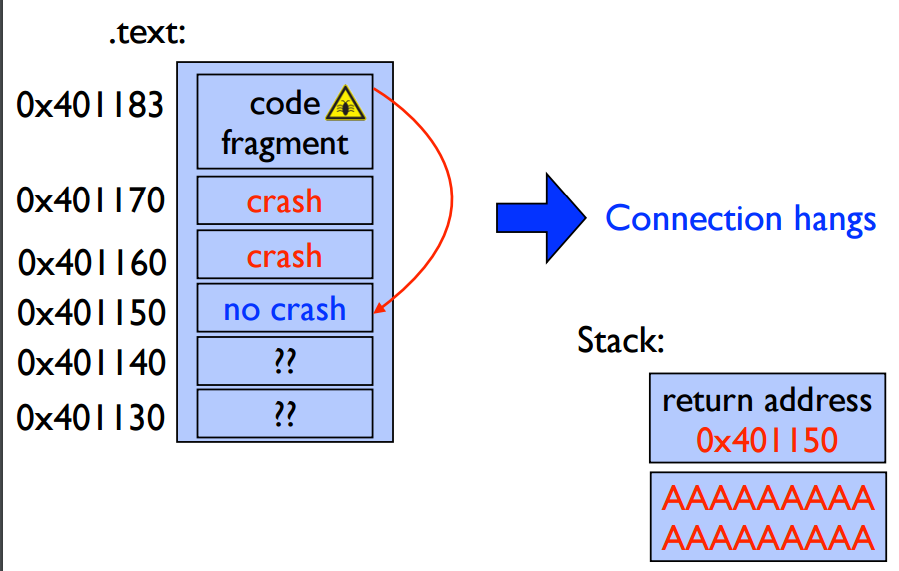 .text:
0x401183
code
fragment
0x401170
crash
0x401160
crash
0x401150
no crash
0x401140
??
0x401130
??
Connection hangs
Stack:
return address
0x401150
AAAAAAAAA
AAAAAAAAA